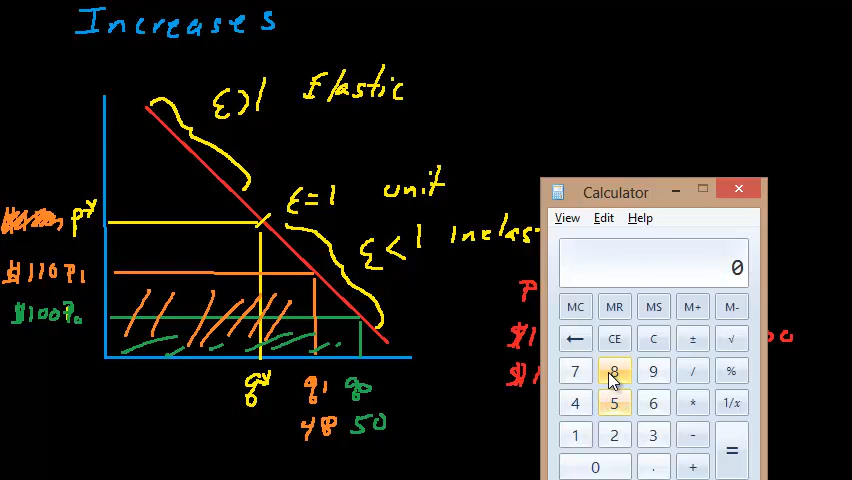 Increases
ε>1 Elastic
ε=1 unit
p*
ε<1 Inelas
$110 P1
$100 P0
q* q1 q0
48 50
Calculator
View Edit Help
0
MC MR MS M+ M-
← CE C ± √
7 8 9 / %
4 5 6 * 1/x
1 2 3 - =
0 . +